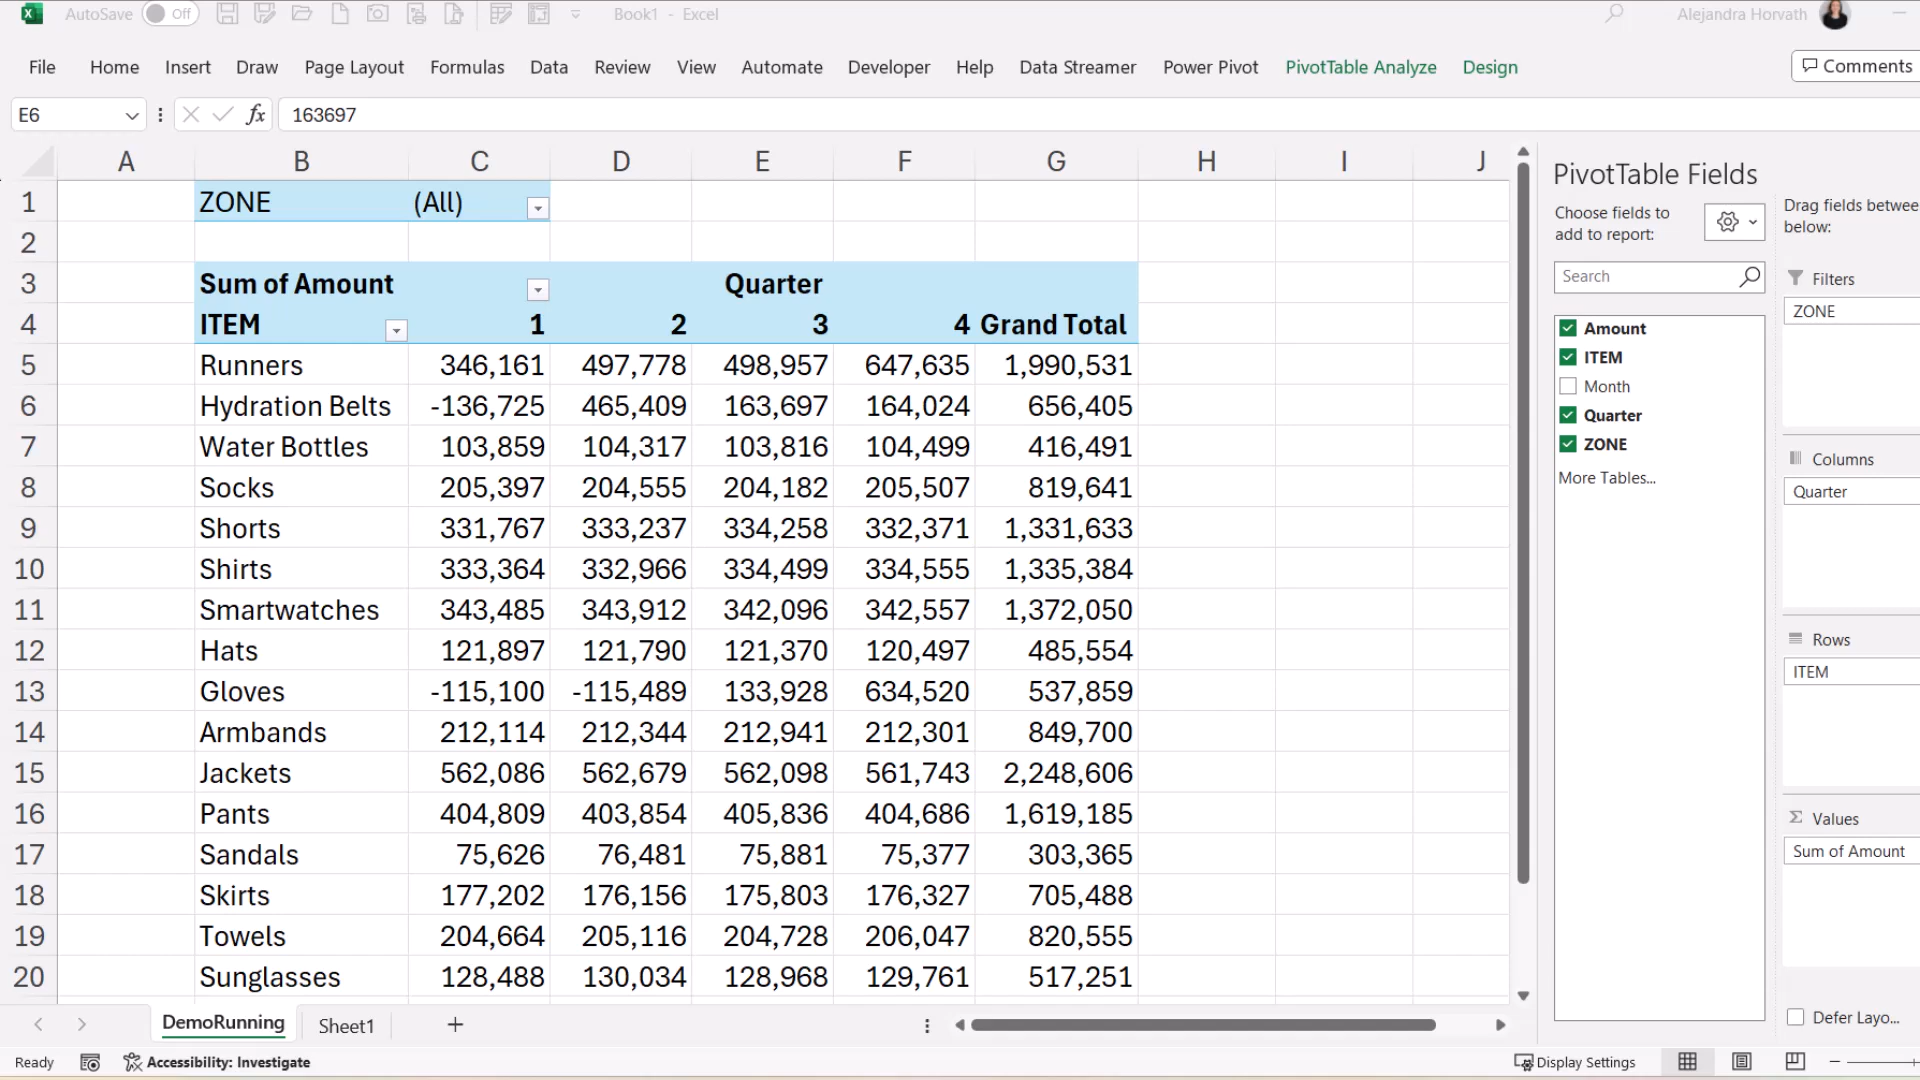 AutoSave Off Book1 - Excel Alejandra Horvath
File Home Insert Draw Page Layout Formulas Data Review View Automate Developer Help Data Streamer Power Pivot PivotTable Analyze Design Comments
E6 fx 163697
A B C D E F G H I J
1 ZONE (All)
2
3 Sum of Amount Quarter
4 ITEM 1 2 3 4 Grand Total
5 Runners 346,161 497,778 498,957 647,635 1,990,531
6 Hydration Belts -136,725 465,409 163,697 164,024 656,405
7 Water Bottles 103,859 104,317 103,816 104,499 416,491
8 Socks 205,397 204,555 204,182 205,507 819,641
9 Shorts 331,767 333,237 334,258 332,371 1,331,633
10 Shirts 333,364 332,966 334,499 334,555 1,335,384
11 Smartwatches 343,485 343,912 342,096 342,557 1,372,050
12 Hats 121,897 121,790 121,370 120,497 485,554
13 Gloves -115,100 -115,489 133,928 634,520 537,859
14 Armbands 212,114 212,344 212,941 212,301 849,700
15 Jackets 562,086 562,679 562,098 561,743 2,248,606
16 Pants 404,809 403,854 405,836 404,686 1,619,185
17 Sandals 75,626 76,481 75,881 75,377 303,365
18 Skirts 177,202 176,156 175,803 176,327 705,488
19 Towels 204,664 205,116 204,728 206,047 820,555
20 Sunglasses 128,488 130,034 128,968 129,761 517,251
PivotTable Fields
Choose fields to
add to report:
Search
Amount
ITEM
Month
Quarter
ZONE
More Tables...
Drag fields betwee
below:
Filters
ZONE
Columns
Quarter
Rows
ITEM
Σ Values
Sum of Amount
Defer Layo...
DemoRunning Sheet1 +
Ready Accessibility: Investigate Display Settings